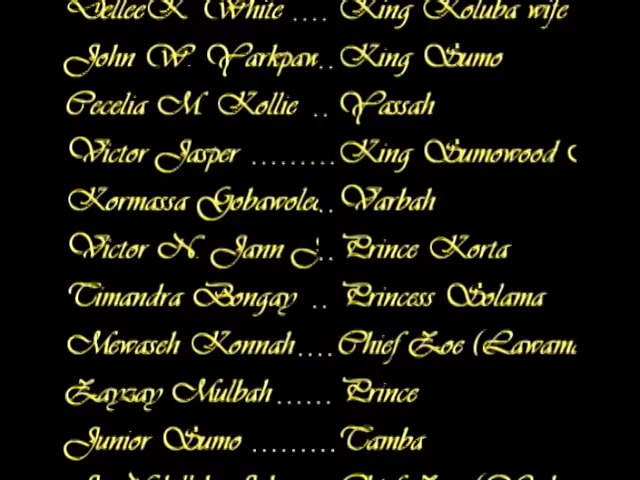 DelleeK. White .... King Koluba wife
John W. Yarkpaw.. King Sumo
Cecelia M Kollie .. Yassah
Victor Jasper ......... King Sumowood
Kormassa .. Varbah
Victor N. Jann J.. Prince Korta
Timandra Bongay .. Princess Solama
Mewaseh Konnah.... Chief Zoe (Lawama
Zayzay Mulbah...... Prince
Junior Sumo ......... Tamba